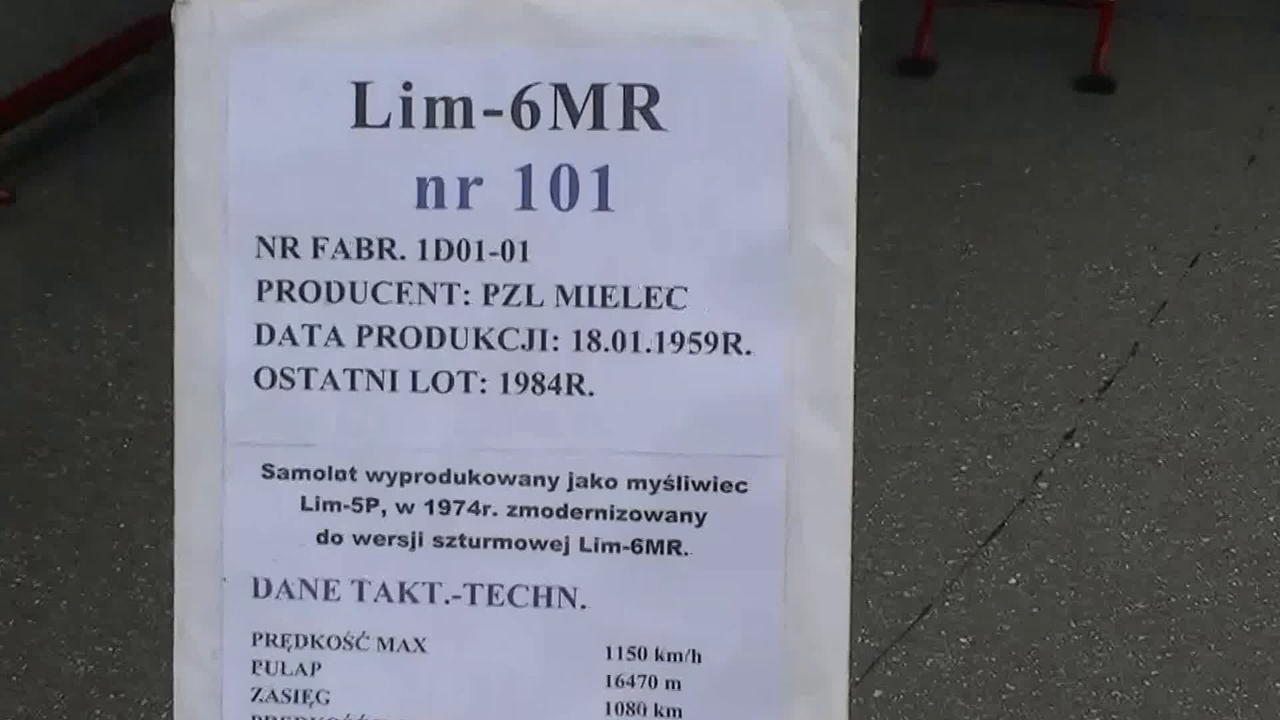 Lim-6MR
nr 101
NR FABR. 1D01-01
PRODUCENT: PZL MIELEC
DATA PRODUKCJI: 18.01.1959R.
OSTATNI LOT: 1984R.
Samolot wyprodukowany jako myśliwiec
Lim-5P, w 1974r. zmodernizowany
do wersji szturmowej Lim-6MR.
DANE TAKT.-TECHN.
PRĘDKOŚĆ MAX 1150 km/h
PUŁAP 16470 m
ZASIĘG 1080 km